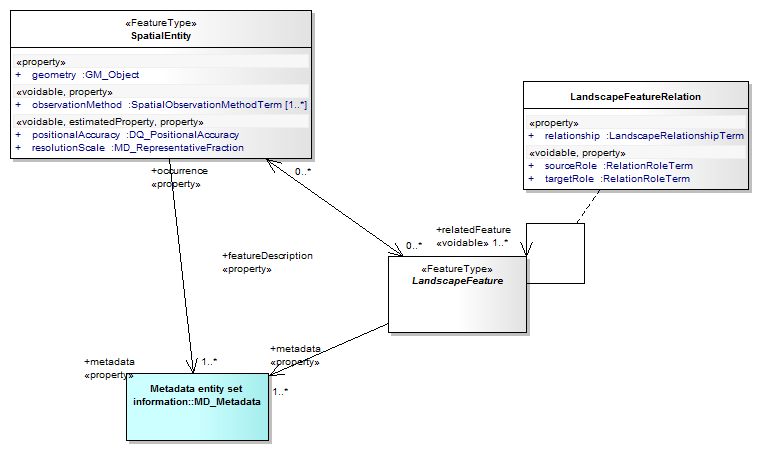 «FeatureType»
SpatialEntity
«property»
+ geometry :GM_Object
«voidable, property»
+ observationMethod :SpatialObservationMethodTerm [1..*]
«voidable, estimatedProperty, property»
+ positionalAccuracy :DQ_PositionalAccuracy
+ resolutionScale :MD_RepresentativeFraction
LandscapeFeatureRelation
«property»
+ relationship :LandscapeRelationshipTerm
«voidable, property»
+ sourceRole :RelationRoleTerm
+ targetRole :RelationRoleTerm
+occurrence
«property»
0..*
+relatedFeature
«voidable» 1..*
0..*
+featureDescription
«property»
«FeatureType»
LandscapeFeature
+metadata
«property»
1..*
+metadata
«property»
1..*
Metadata entity set
information::MD_Metadata